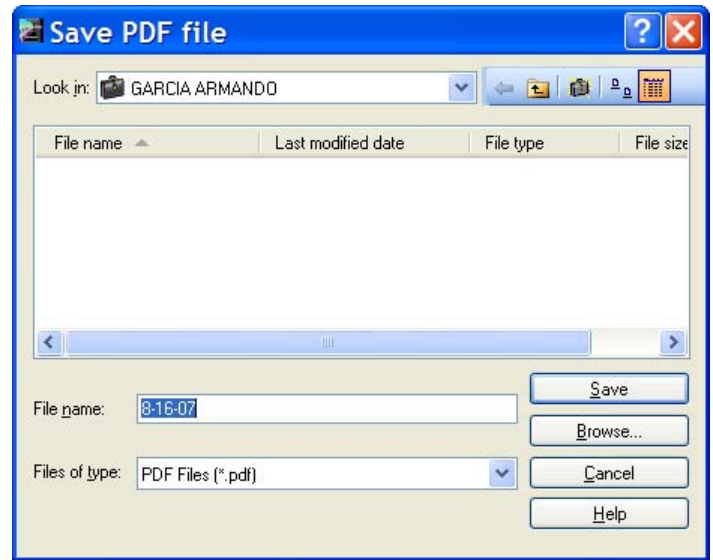 Save PDF file
Look in: GARCIA ARMANDO
File name Last modified date File type File size
File name: 8-16-07
Save
Browse...
Files of type: PDF Files (*.pdf)
Cancel
Help